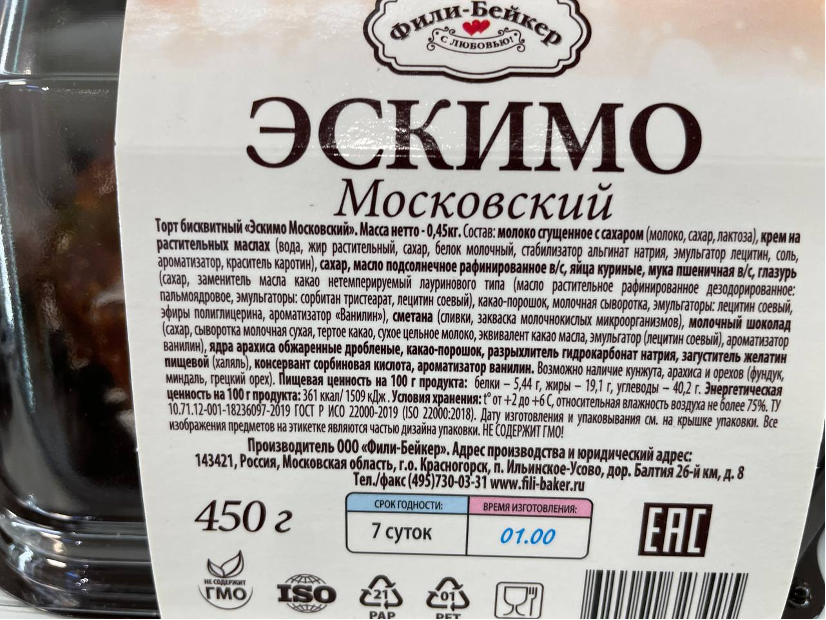 Фили-Бейкер
С ЛЮБОВЬЮ!
ЭСКИМО
Московский
Торт бисквитный «Эскимо Московский». Масса нетто - 0,45кг. Состав: молоко сгущенное с сахаром (молоко, сахар, лактоза), крем на
растительных маслах (вода, жир растительный, сахар, белок молочный, стабилизатор альгинат натрия, эмульгатор лецитин, соль,
ароматизатор, краситель каротин), сахар, масло подсолнечное рафинированное в/с, яйца куриные, мука пшеничная в/с, глазурь
(сахар, заменитель масла какао нетемперируемый лауринового типа (масло растительное рафинированное дезодорированное:
пальмоядровое, эмульгаторы: сорбитан тристеарат, лецитин соевый), какао-порошок, молочная сыворотка, эмульгаторы: лецитин соевый,
эфиры полиглицерина, ароматизатор «Ванилин»), сметана (сливки, закваска молочнокислых микроорганизмов), молочный шоколад
(сахар, сыворотка молочная сухая, тертое какао, сухое цельное молоко, эквивалент какао масла, эмульгатор (лецитин соевый), ароматизатор
ванилин), ядра арахиса обжаренные дробленые, какао-порошок, разрыхлитель гидрокарбонат натрия, загуститель желатин
пищевой (халяль), консервант сорбиновая кислота, ароматизатор ванилин. Возможно наличие кунжута, арахиса и орехов (фундук,
миндаль, грецкий орех). Пищевая ценность на 100 г продукта: белки – 5,44 г, жиры – 19,1 г, углеводы – 40,2 г. Энергетическая
ценность на 100 г продукта: 361 ккал/ 1509 кДж. Условия хранения: t° от +2 до +6 С, относительная влажность воздуха не более 75%. ТУ
10.71.12-001-18236097-2019 ГОСТ Р ИСО 22000-2019 (ISO 22000:2018). Дату изготовления и упаковывания см. на крышке упаковки. Все
изображения предметов на этикетке являются частью дизайна упаковки. НЕ СОДЕРЖИТ ГМО!
Производитель ООО «Фили-Бейкер». Адрес производства и юридический адрес:
143421, Россия, Московская область, г.о. Красногорск, п. Ильинское-Усово, дор. Балтия 26-й км, д. 8
Тел./факс (495)730-03-31 www.fili-baker.ru
450 г
СРОК ГОДНОСТИ:
ВРЕМЯ ИЗГОТОВЛЕНИЯ:
7 суток
01.00
EAC
НЕ СОДЕРЖИТ
ГМО
ISO
21
PAP
01
PET